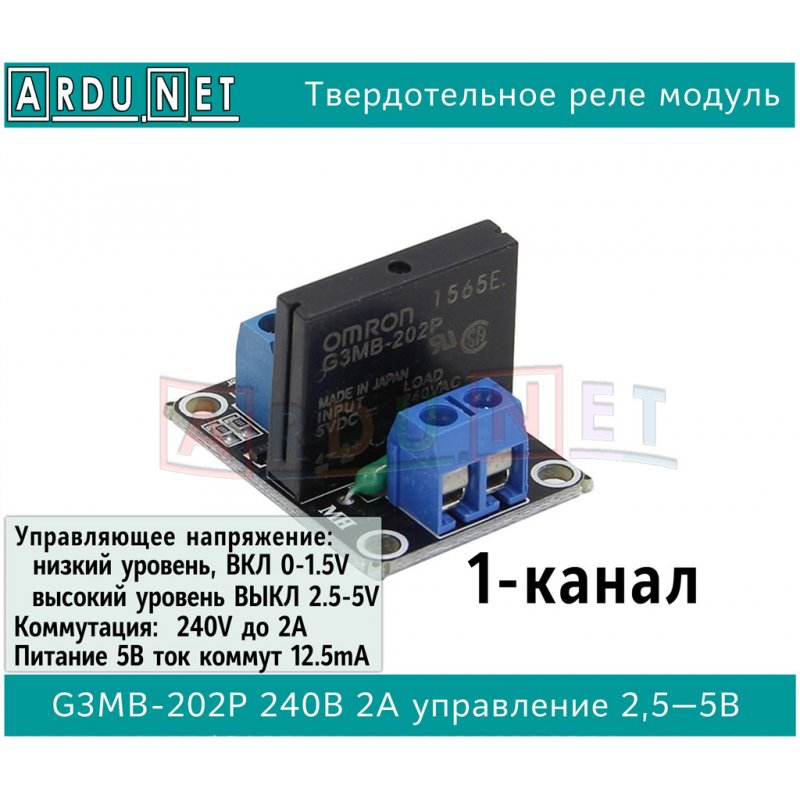 ARDU.NET
Твердотельное реле модуль
1565E.
OMRON
G3MB-202P
MADE IN JAPAN
INPUT
5VDC
LOAD
240VAC
ARDU.NET
MH
Управляющее напряжение:
низкий уровень, ВКЛ 0-1.5V
высокий уровень ВЫКЛ 2.5-5V
Коммутация: 240V до 2А
Питание 5В ток коммут 12.5mA
1-канал
G3MB-202P 240В 2А управление 2,5—5В